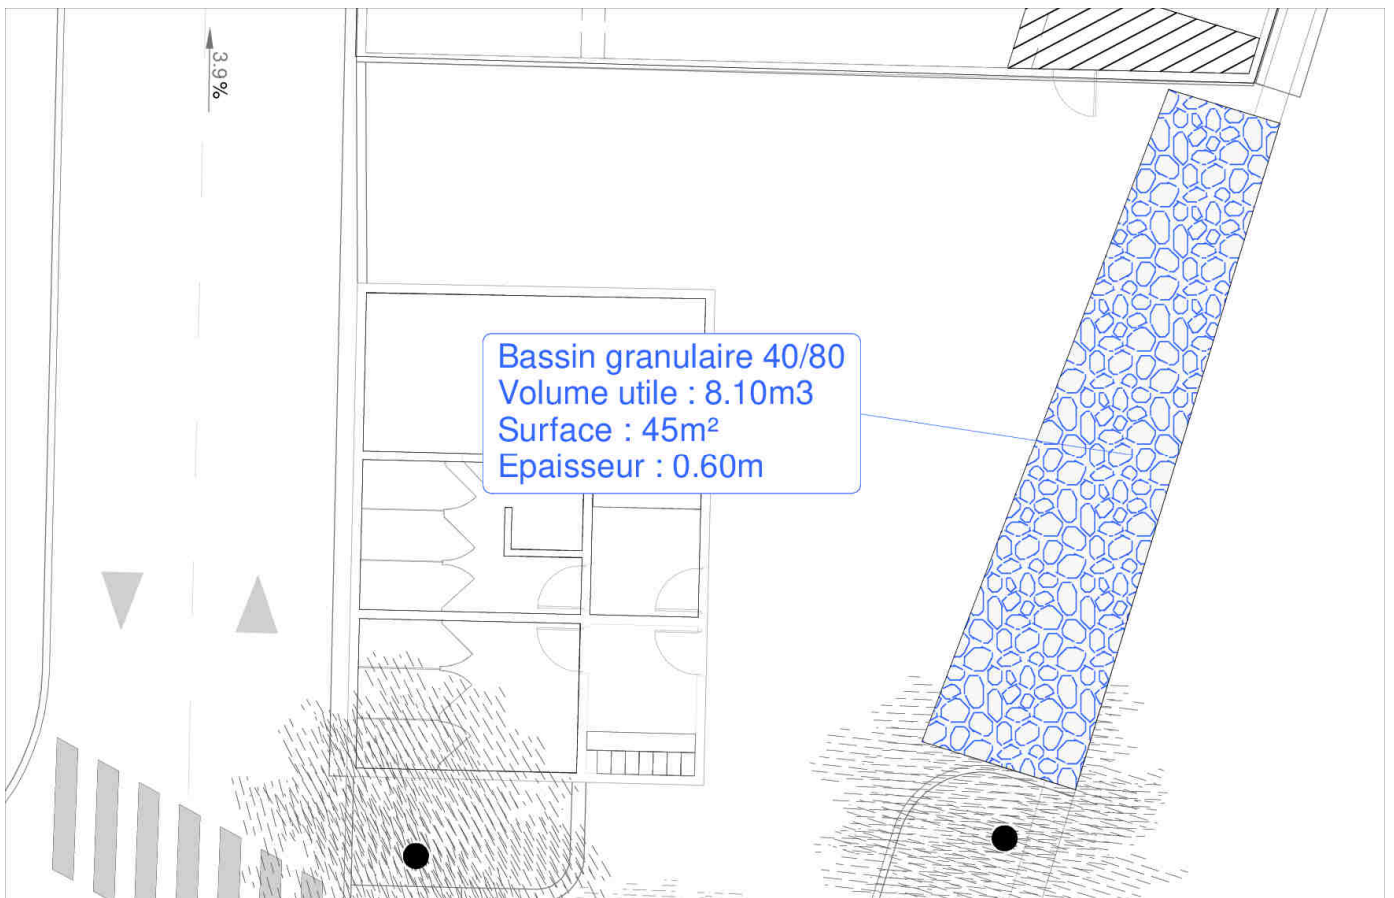 3.9%
Bassin granulaire 40/80
Volume utile : 8.10m3
Surface : 45m²
Epaisseur : 0.60m